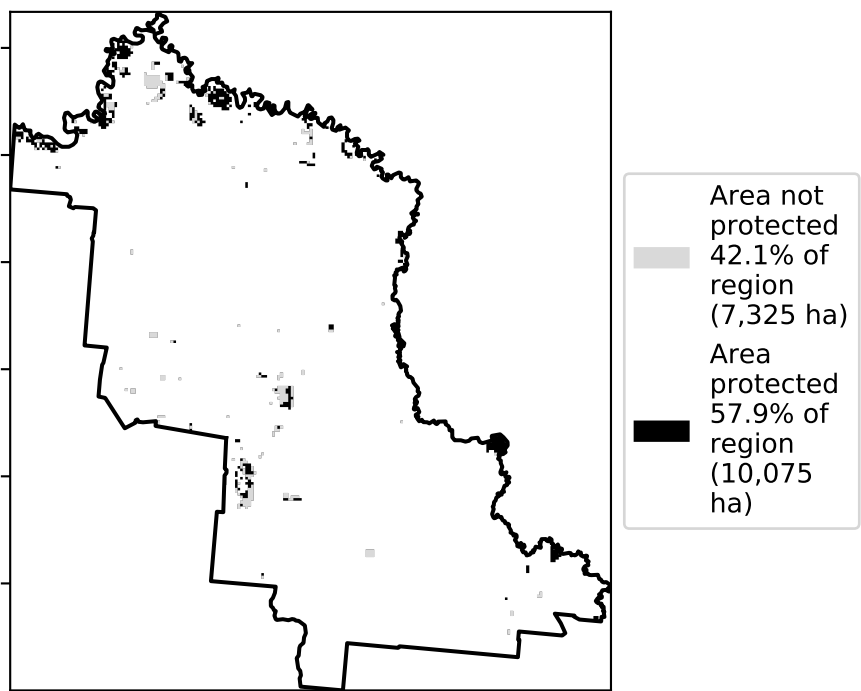 Area not
protected
42.1% of
region
(7,325 ha)
Area
protected
57.9% of
region
(10,075
ha)